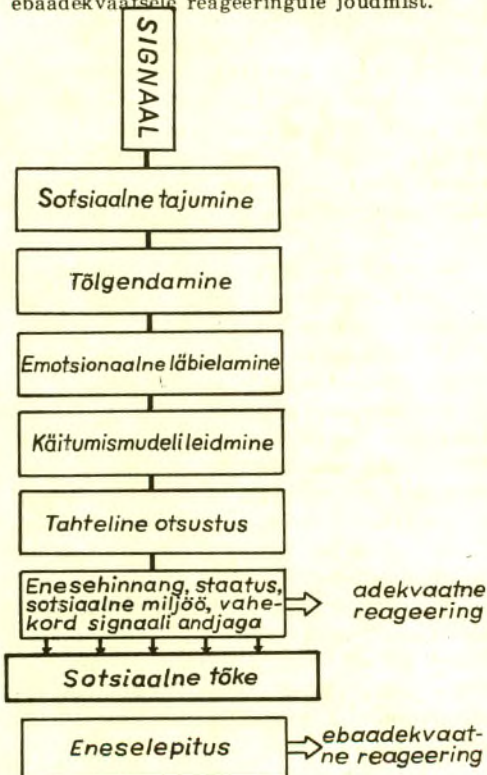 ebaadekvaatsele reageeringule jõudmist.
SIGNAAL
Sotsiaalne tajumine
Tõlgendamine
Emotsionaalne läbielamine
Käitumismudeli leidmine
Tahteline otsustus
Enesehinnang, staatus,
sotsiaalne miljöö, vahe-
kord signaali andjaga
adekvaatne
reageering
Sotsiaalne tõke
Eneselepitus
ebaadekvaat-
ne reageering